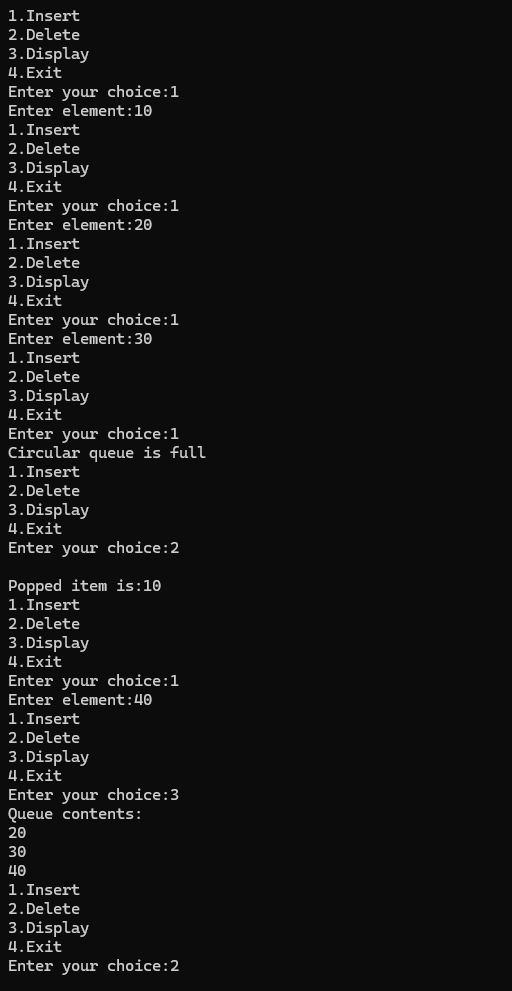 1.Insert
2.Delete
3.Display
4.Exit
Enter your choice:1
Enter element:10
1.Insert
2.Delete
3.Display
4.Exit
Enter your choice:1
Enter element:20
1.Insert
2.Delete
3.Display
4.Exit
Enter your choice:1
Enter element:30
1.Insert
2.Delete
3.Display
4.Exit
Enter your choice:1
Circular queue is full
1.Insert
2.Delete
3.Display
4.Exit
Enter your choice:2

Popped item is:10
1.Insert
2.Delete
3.Display
4.Exit
Enter your choice:1
Enter element:40
1.Insert
2.Delete
3.Display
4.Exit
Enter your choice:3
Queue contents:
20
30
40
1.Insert
2.Delete
3.Display
4.Exit
Enter your choice:2